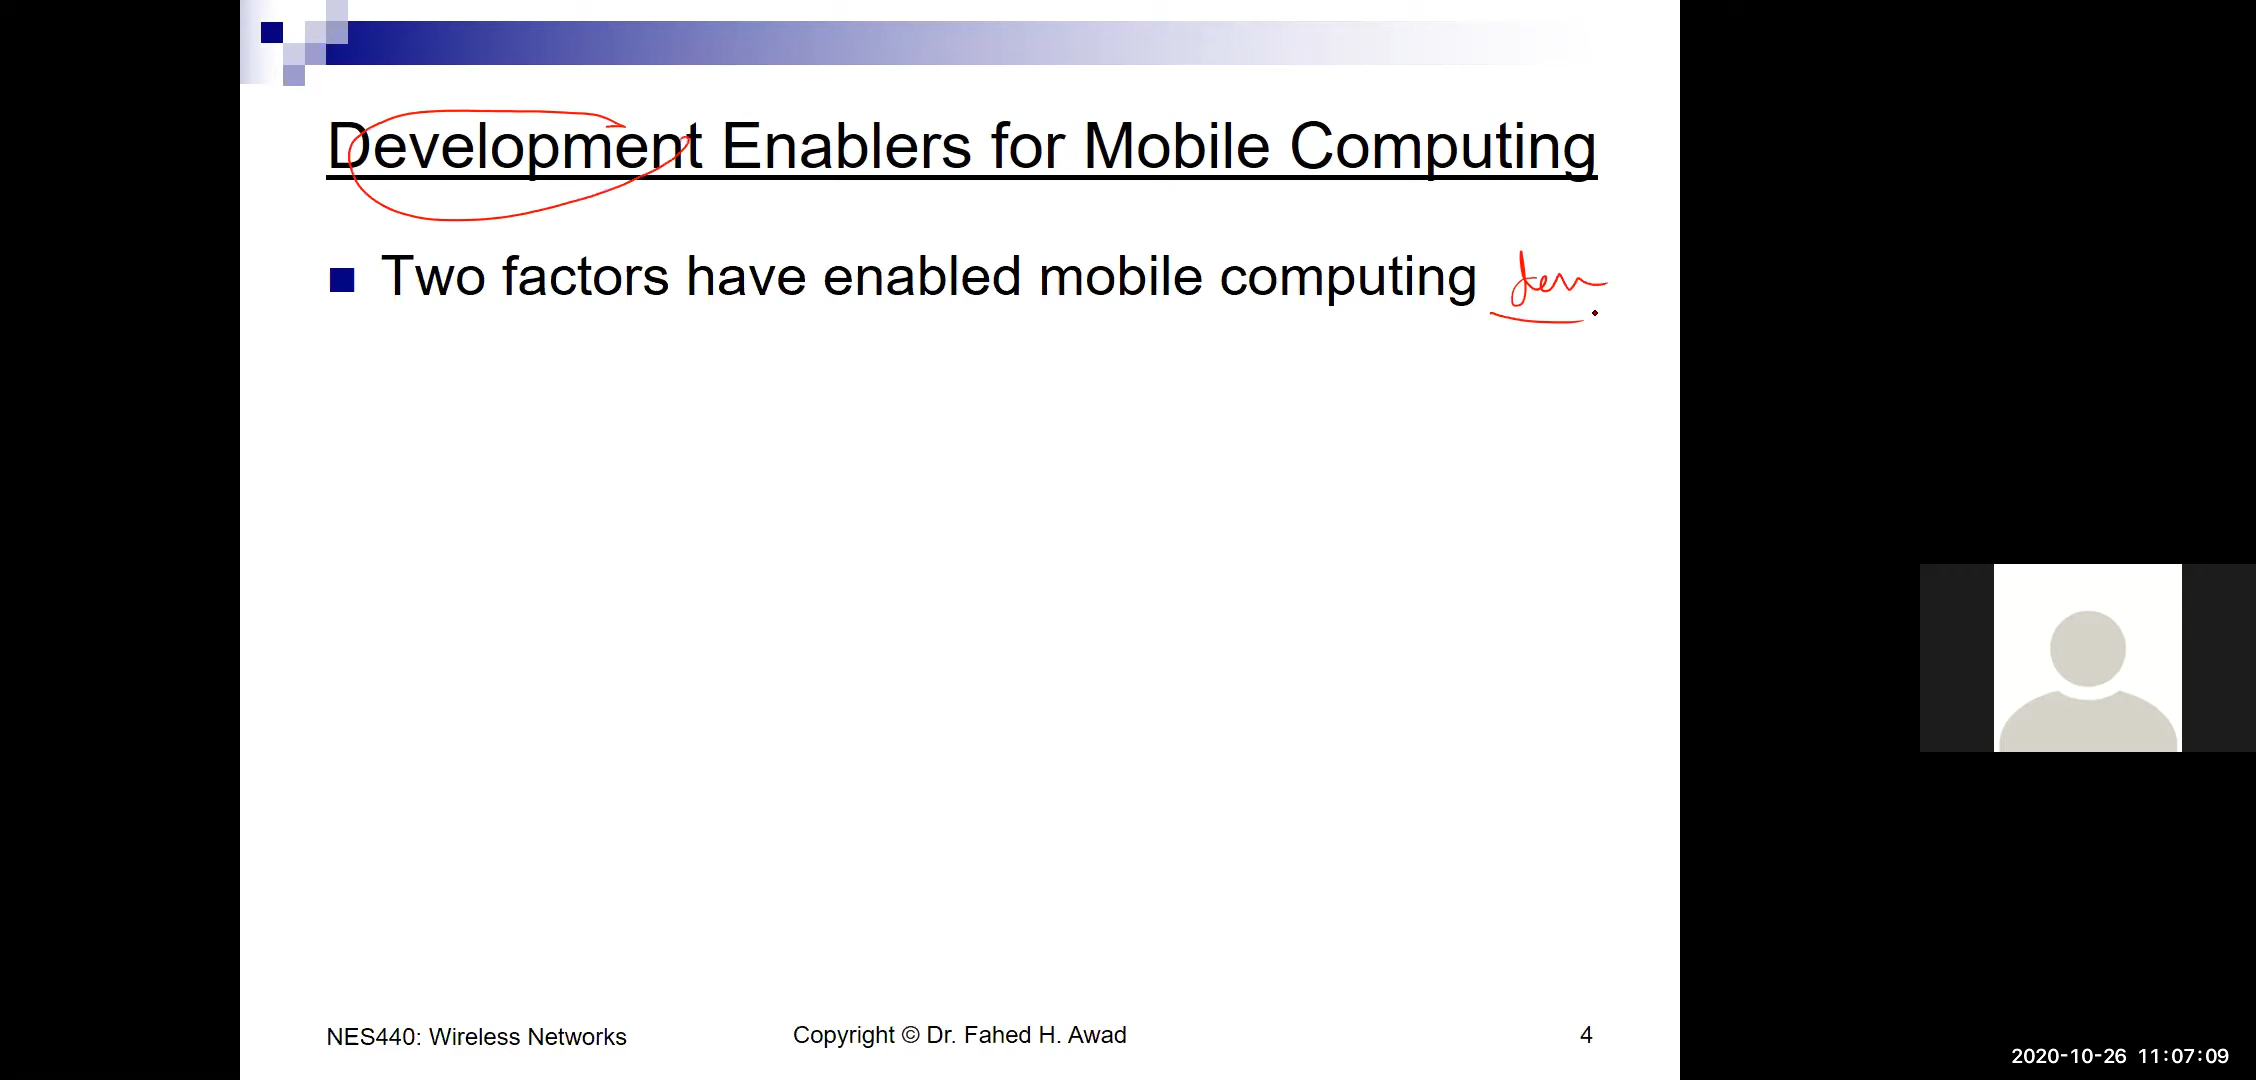 Development Enablers for Mobile Computing
Two factors have enabled mobile computing
NES440: Wireless Networks
Copyright © Dr. Fahed H. Awad
4
2020-10-26 11:07:09